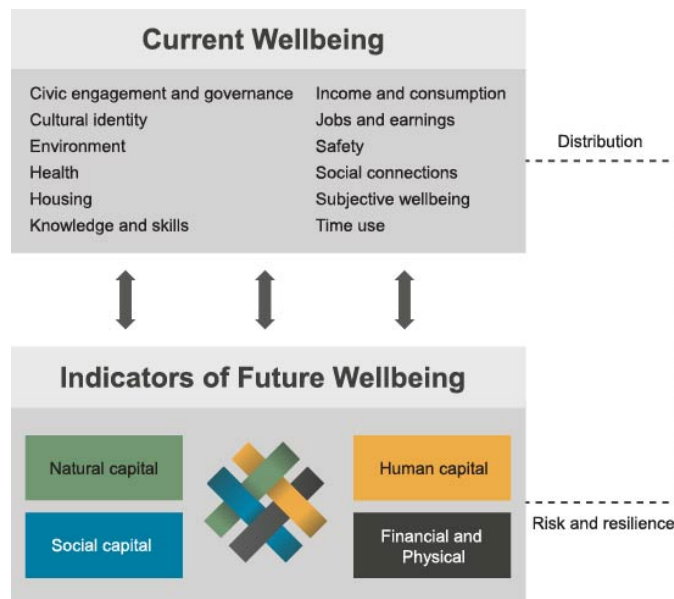 Current Wellbeing
Civic engagement and governance
Cultural identity
Environment
Health
Housing
Knowledge and skills
Income and consumption
Jobs and earnings
Safety
Social connections
Subjective wellbeing
Time use
Distribution
Indicators of Future Wellbeing
Natural capital
Human capital
Social capital
Financial and
Physical
Risk and resilience